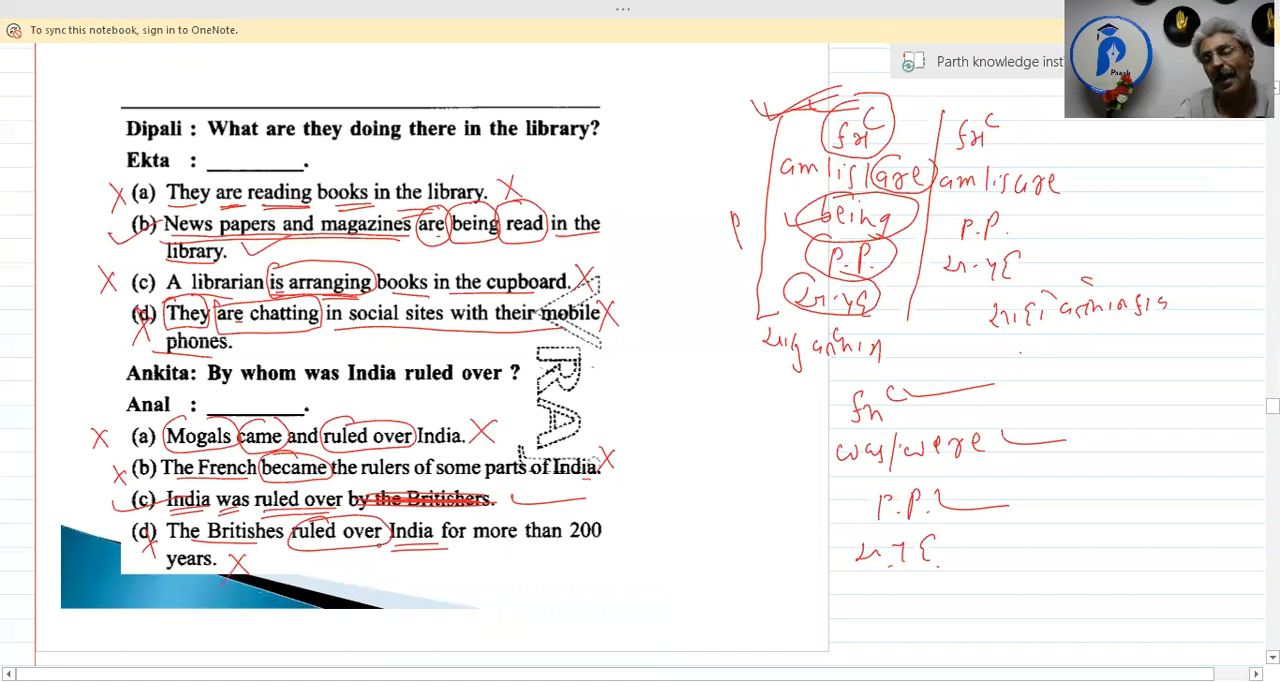 To sync this notebook, sign in to OneNote.
Parth knowledge inst
Dipali : What are they doing there in the library?
Ekta : __________.
(a) They are reading books in the library.
(b) News papers and magazines are being read in the
library.
(c) A librarian is arranging books in the cupboard.
(d) They are chatting in social sites with their mobile
phones.
Ankita: By whom was India ruled over ?
Anal : __________.
(a) Mogals came and ruled over India.
(b) The French became the rulers of some parts of India.
(c) India was ruled over by the Britishers.
(d) The Britishes ruled over India for more than 200
years.
VIRAL
am/is/are
being
P.P.
am/is are
P.P.
was/were
P.P.